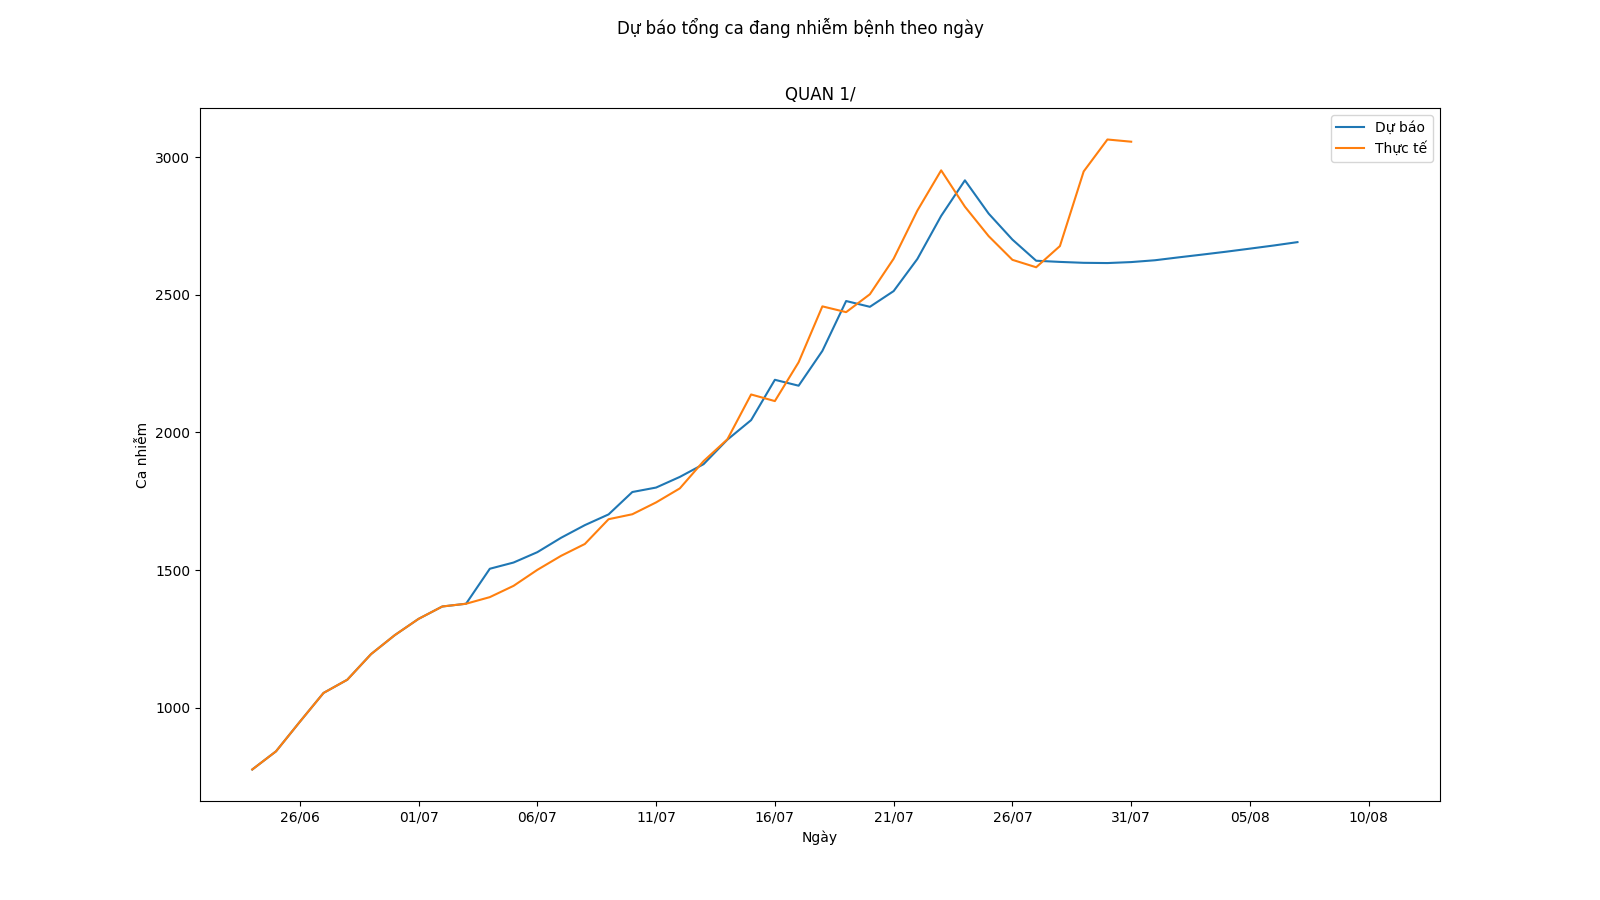 Dự báo tổng ca đang nhiễm bệnh theo ngày
QUAN 1/
Dự báo
Thực tế
3000
2500
2000
1500
1000
Ca nhiễm
26/06 01/07 06/07 11/07 16/07 21/07 26/07 31/07 05/08 10/08
Ngày